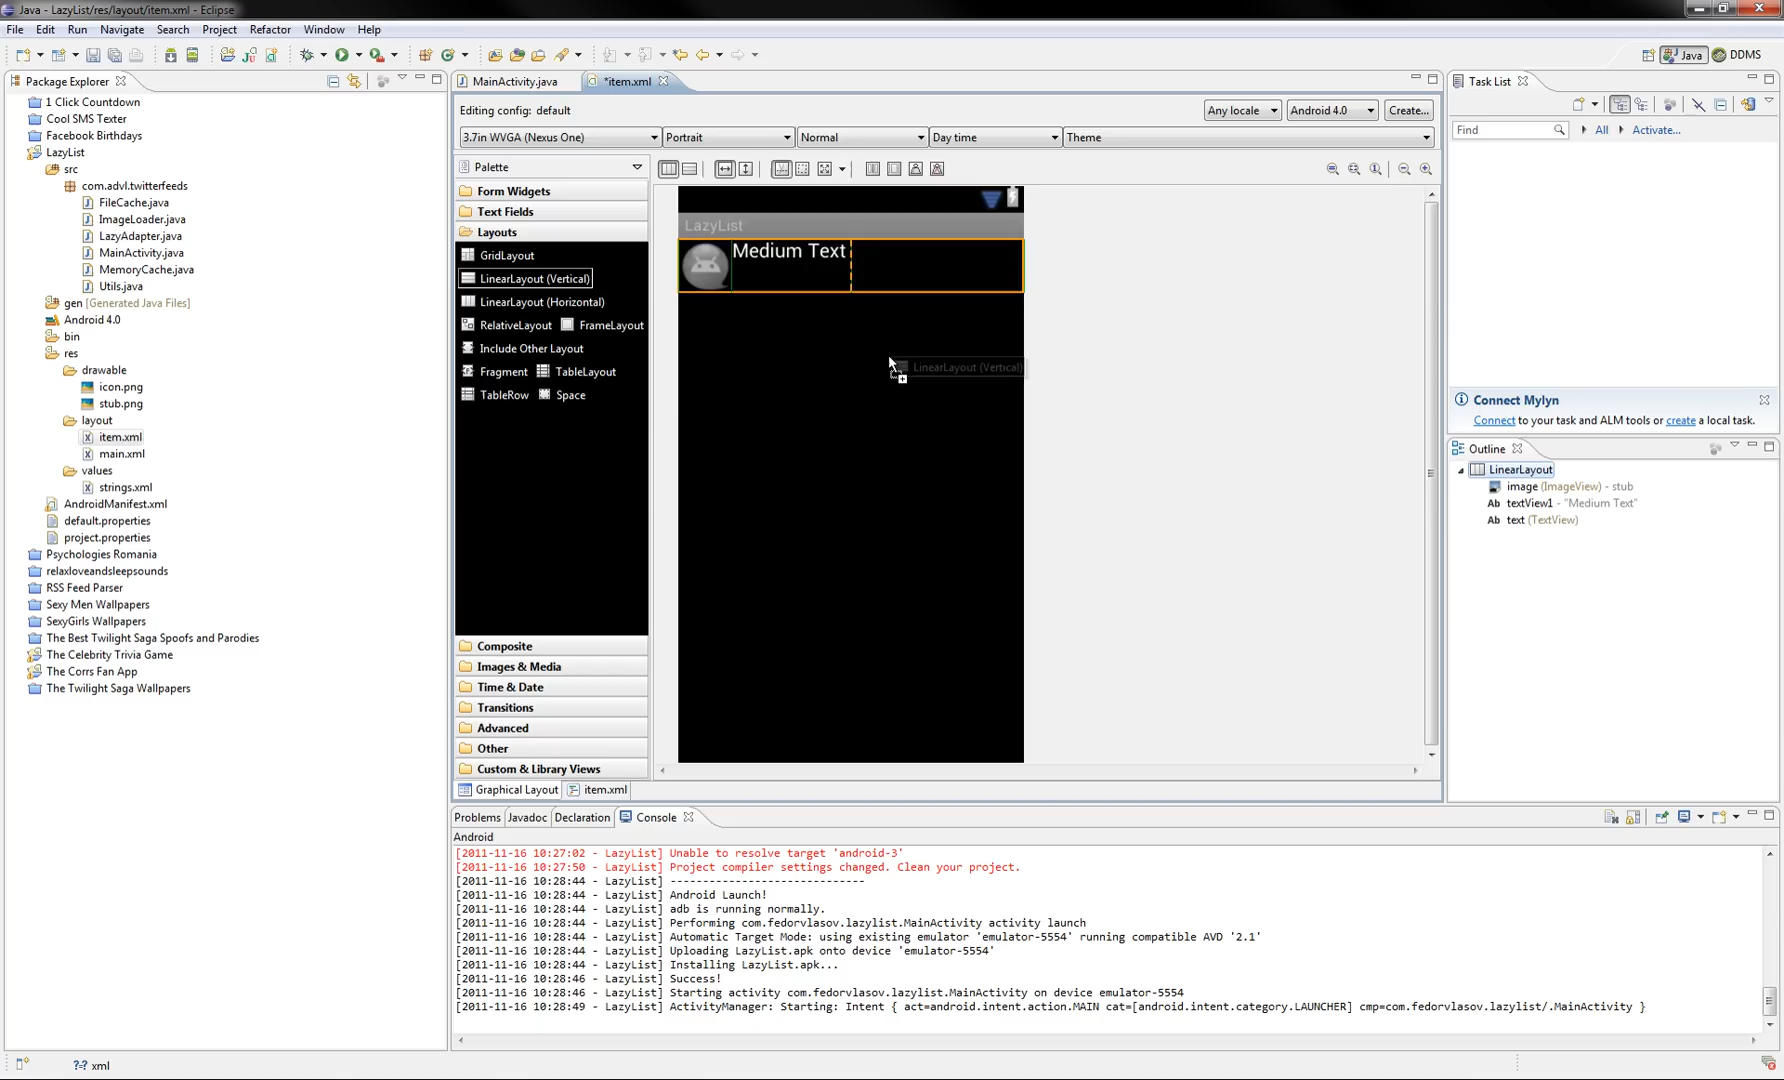 Java - LazyList/res/layout/item.xml - Eclipse
File Edit Run Navigate Search Project Refactor Window Help
Java DDMS
Package Explorer
1 Click Countdown
Cool SMS Texter
Facebook Birthdays
LazyList
src
com.advl.twitterfeeds
FileCache.java
ImageLoader.java
LazyAdapter.java
MainActivity.java
MemoryCache.java
Utils.java
gen [Generated Java Files]
Android 4.0
bin
res
drawable
icon.png
stub.png
layout
item.xml
main.xml
values
strings.xml
AndroidManifest.xml
default.properties
project.properties
Psychologies Romania
relaxloveandsleepsounds
RSS Feed Parser
Sexy Men Wallpapers
SexyGirls Wallpapers
The Best Twilight Saga Spoofs and Parodies
The Celebrity Trivia Game
The Corrs Fan App
The Twilight Saga Wallpapers
MainActivity.java *item.xml
Editing config: default
Any locale Android 4.0 Create...
3.7in WVGA (Nexus One) Portrait Normal Day time Theme
Palette
Form Widgets
Text Fields
Layouts
GridLayout
LinearLayout (Vertical)
LinearLayout (Horizontal)
RelativeLayout FrameLayout
Include Other Layout
Fragment TableLayout
TableRow Space
Composite
Images & Media
Time & Date
Transitions
Advanced
Other
Custom & Library Views
LazyList
Medium Text
LinearLayout (Vertical)
Graphical Layout item.xml
Task List
Find All Activate...
Connect Mylyn
Connect to your task and ALM tools or create a local task.
Outline
LinearLayout
image (ImageView) - stub
Ab textView1 - "Medium Text"
Ab text (TextView)
Problems Javadoc Declaration Console
Android
[2011-11-16 10:27:02 - LazyList] Unable to resolve target 'android-3'
[2011-11-16 10:27:50 - LazyList] Project compiler settings changed. Clean your project.
[2011-11-16 10:28:44 - LazyList] ------------------------------
[2011-11-16 10:28:44 - LazyList] Android Launch!
[2011-11-16 10:28:44 - LazyList] adb is running normally.
[2011-11-16 10:28:44 - LazyList] Performing com.fedorvlasov.lazylist.MainActivity activity launch
[2011-11-16 10:28:44 - LazyList] Automatic Target Mode: using existing emulator 'emulator-5554' running compatible AVD '2.1'
[2011-11-16 10:28:44 - LazyList] Uploading LazyList.apk onto device 'emulator-5554'
[2011-11-16 10:28:44 - LazyList] Installing LazyList.apk...
[2011-11-16 10:28:46 - LazyList] Success!
[2011-11-16 10:28:46 - LazyList] Starting activity com.fedorvlasov.lazylist.MainActivity on device emulator-5554
[2011-11-16 10:28:49 - LazyList] ActivityManager: Starting: Intent { act=android.intent.action.MAIN cat=[android.intent.category.LAUNCHER] cmp=com.fedorvlasov.lazylist/.MainActivity }
xml